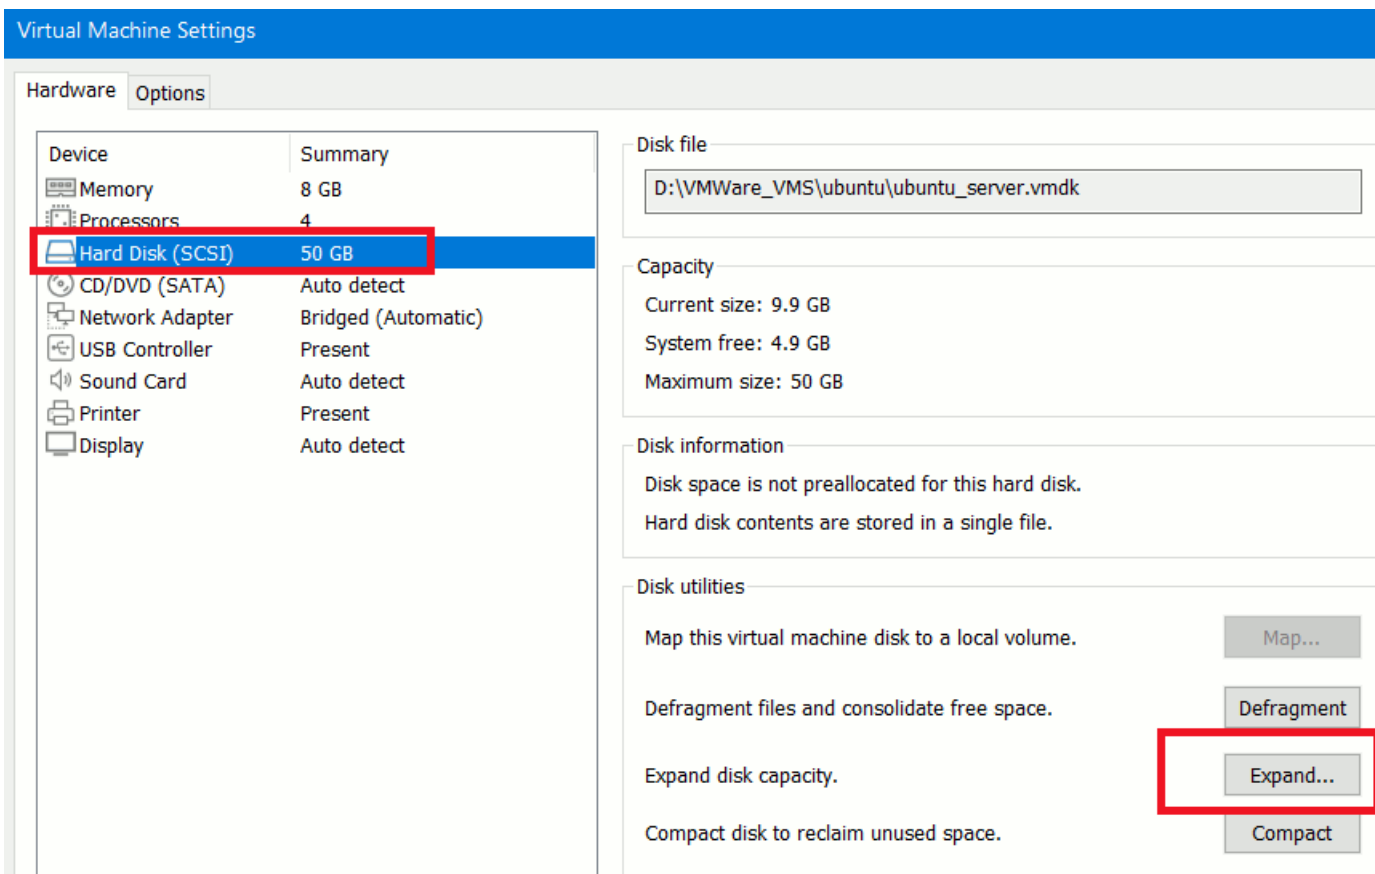 Virtual Machine Settings
Hardware Options
Device Summary
Memory 8 GB
Processors 4
Hard Disk (SCSI) 50 GB
CD/DVD (SATA) Auto detect
Network Adapter Bridged (Automatic)
USB Controller Present
Sound Card Auto detect
Printer Present
Display Auto detect
Disk file
D:\VMWare_VMS\ubuntu\ubuntu_server.vmdk
Capacity
Current size: 9.9 GB
System free: 4.9 GB
Maximum size: 50 GB
Disk information
Disk space is not preallocated for this hard disk.
Hard disk contents are stored in a single file.
Disk utilities
Map this virtual machine disk to a local volume. Map...
Defragment files and consolidate free space. Defragment
Expand disk capacity. Expand...
Compact disk to reclaim unused space. Compact